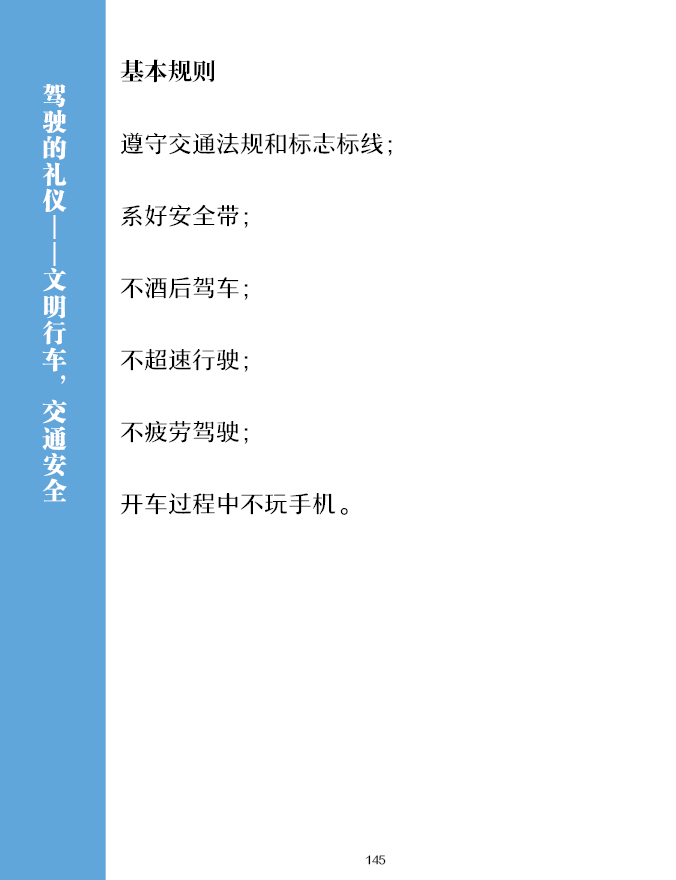 驾驶的礼仪——文明行车，交通安全
基本规则
遵守交通法规和标志标线；
系好安全带；
不酒后驾车；
不超速行驶；
不疲劳驾驶；
开车过程中不玩手机。
145